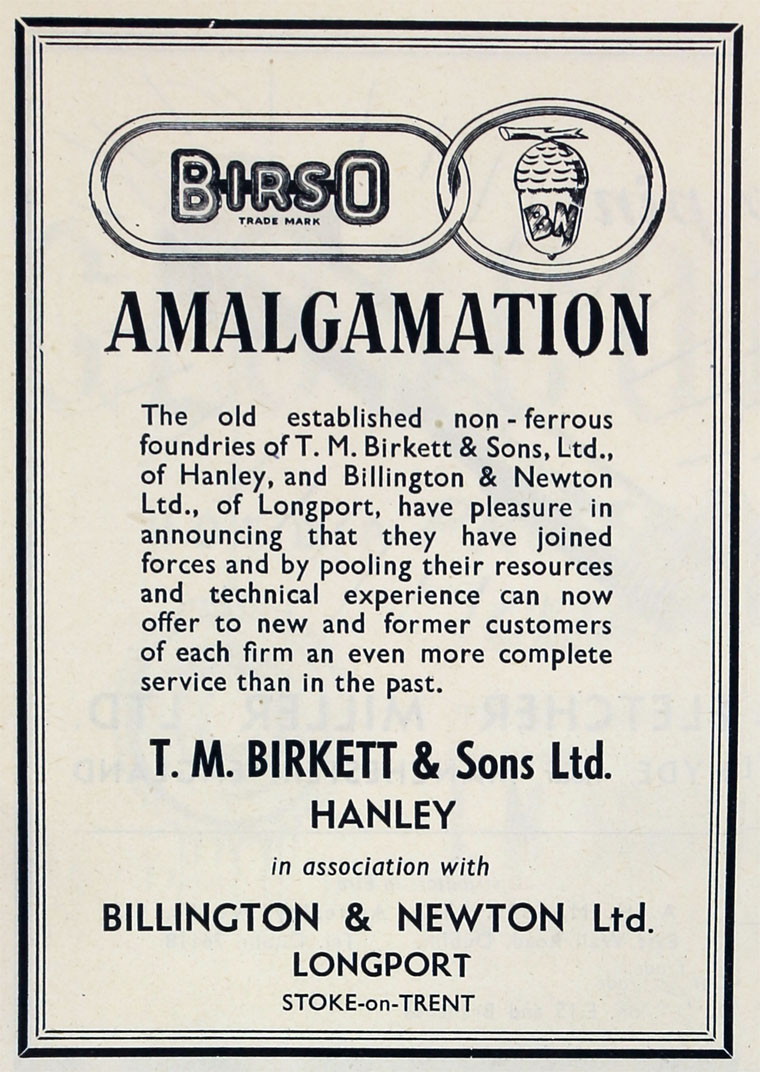 BIRSO
TRADE MARK
BN
AMALGAMATION
The old established non-ferrous
foundries of T. M. Birkett & Sons, Ltd.,
of Hanley, and Billington & Newton
Ltd., of Longport, have pleasure in
announcing that they have joined
forces and by pooling their resources
and technical experience can now
offer to new and former customers
of each firm an even more complete
service than in the past.
T. M. BIRKETT & Sons Ltd.
HANLEY
in association with
BILLINGTON & NEWTON Ltd.
LONGPORT
STOKE-on-TRENT